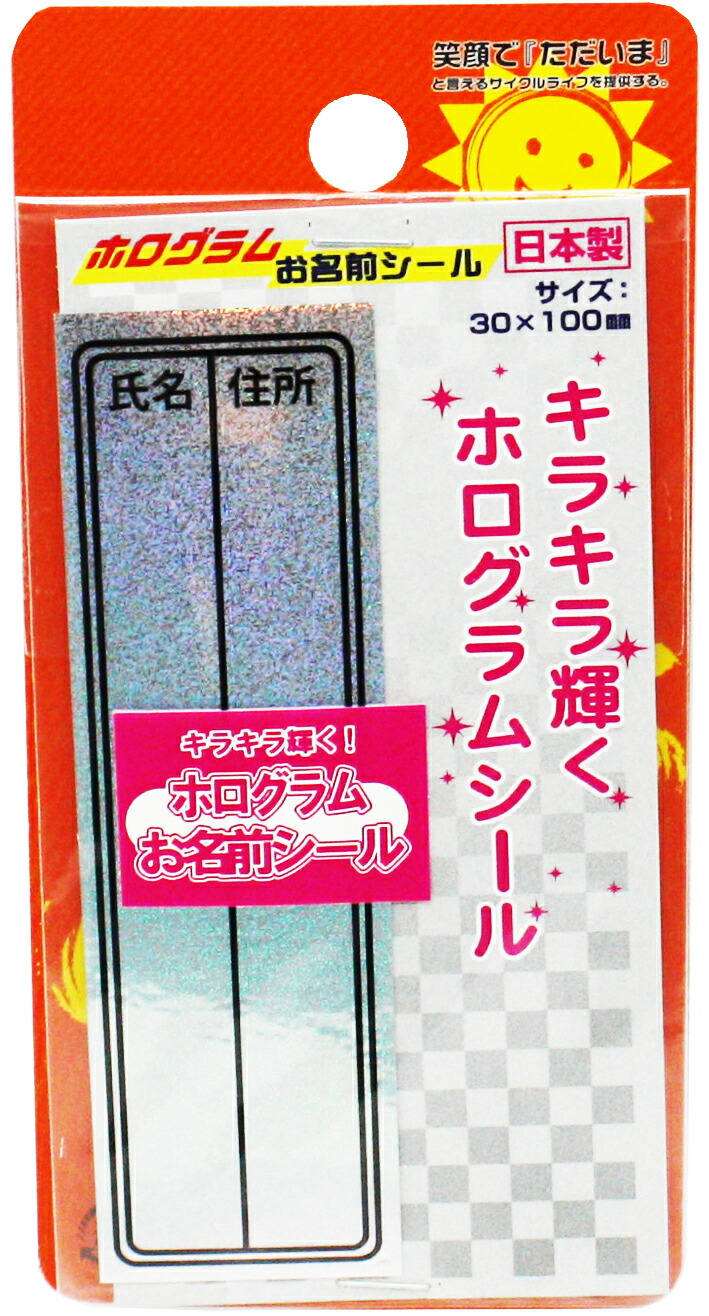 笑顔で『ただいま』
と言えるサイクルライフを提供する。
ホログラム
お名前シール
日本製
サイズ：
30×100㎜
キラキラ輝く
ホログラムシール
住所
氏名
キラキラ輝く！
ホログラム
お名前シール